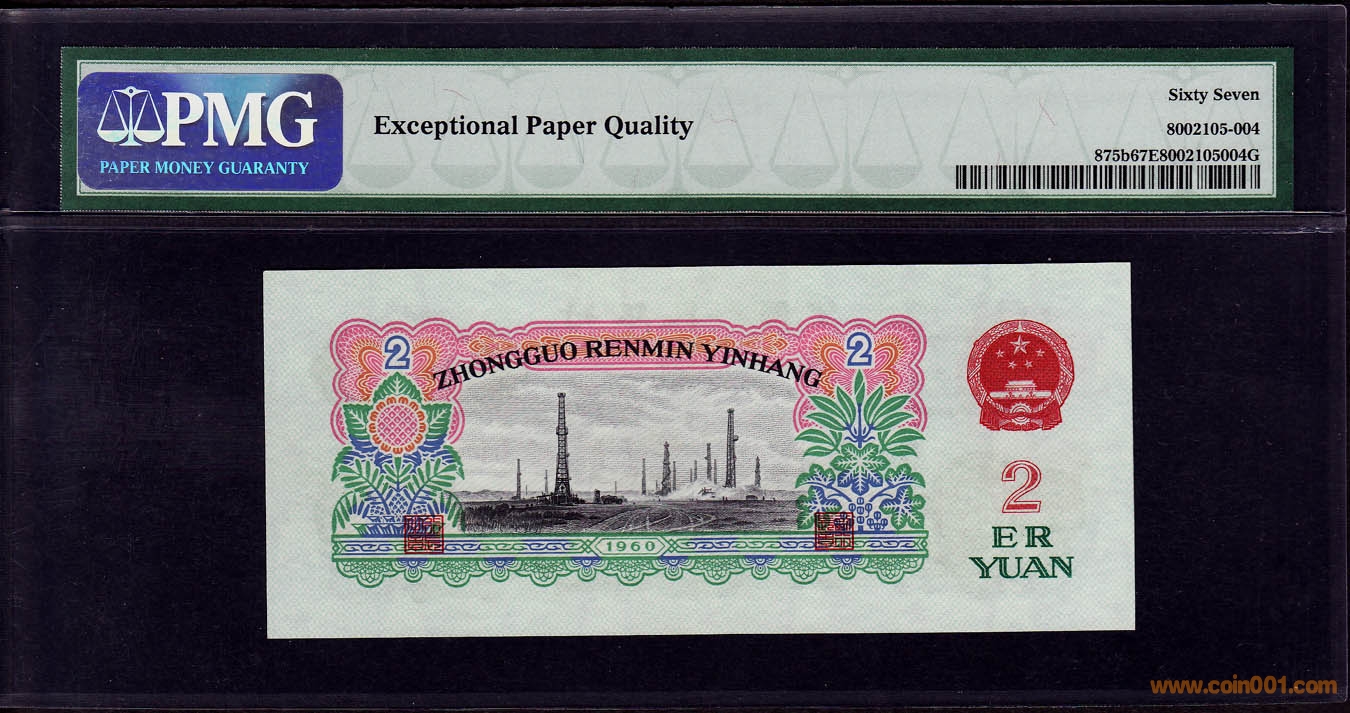 PMG
PAPER MONEY GUARANTY
Exceptional Paper Quality
Sixty Seven
8002105-004
875b67E8002105004G
2
2
ZHONGGUO RENMIN YINHANG
1960
2
ER
YUAN
www.coin001.com